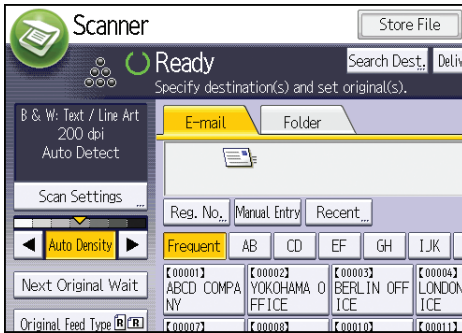 Scanner
Store File
Ready
Search Dest.
Deliv
Specify destination(s) and set original(s).
B & W: Text / Line Art
200 dpi
Auto Detect
Scan Settings
Auto Density
Next Original Wait
Original Feed Type R R
E-mail
Folder
Reg. No.
Manual Entry
Recent
Frequent
AB
CD
EF
GH
IJK
[00001]
ABCD COMPA
NY
[00002]
YOKOHAMA O
FFICE
[00003]
BERLIN OFF
ICE
[00004]
LONDON
ICE
[00007]
[00008]
[00010]
[00011]